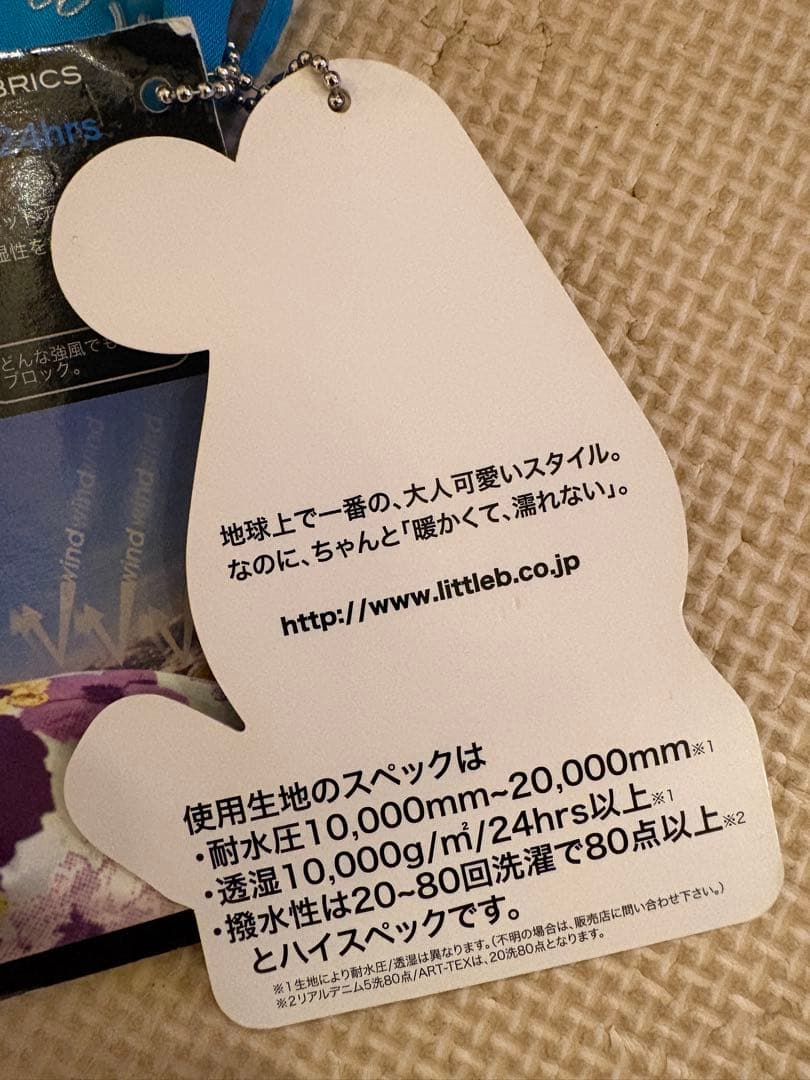 BRICS
24hrs
ッドア
湿性を
どんな強風でも
ブロック。
wind
wind
wind
wind
地球上で一番の、大人可愛いスタイル。
なのに、ちゃんと「暖かくて、濡れない」。
http://www.littleb.co.jp
使用生地のスペックは
・耐水圧10,000mm~20,000mm※1
・透湿10,000g/㎡/24hrs以上※1
・撥水性は20~80回洗濯で80点以上※2
とハイスペックです。
※1生地により耐水圧/透湿は異なります。(不明の場合は、販売店に問い合わせ下さい。)
※2リアルデニム5洗80点/ART-TEXは、20洗80点となります。